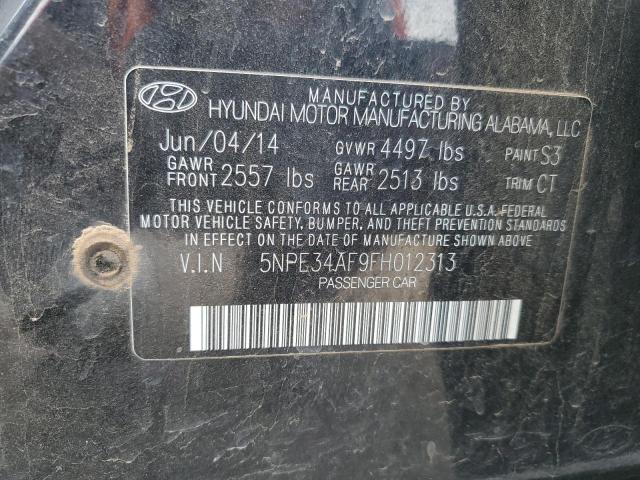 MANUFACTURED BY
HYUNDAI MOTOR MANUFACTURING ALABAMA, LLC
Jun/04/14 GVWR 4497 lbs PAINT S3
GAWR FRONT 2557 lbs GAWR REAR 2513 lbs TRIM CT
THIS VEHICLE CONFORMS TO ALL APPLICABLE U.S.A. FEDERAL
MOTOR VEHICLE SAFETY, BUMPER, AND THEFT PREVENTION STANDARDS
IN EFFECT ON THE DATE OF MANUFACTURE SHOWN ABOVE.
V.I.N 5NPE34AF9FH012313
PASSENGER CAR